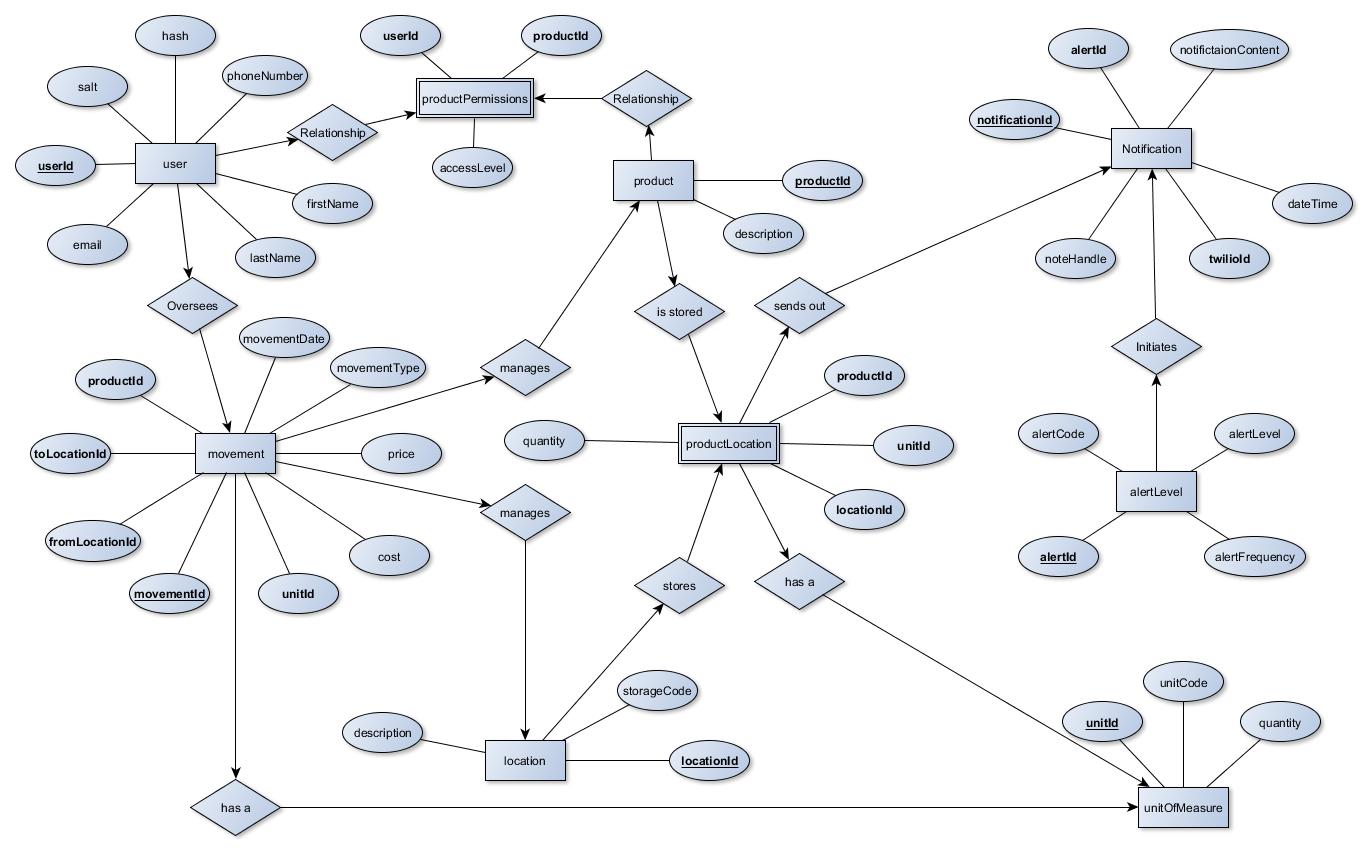 hash
userId
productId
alertId
notifictaionContent
phoneNumber
salt
productPermissions
Relationship
notificationId
Relationship
Notification
user
userId
accessLevel
product
productId
firstName
dateTime
description
email
lastName
noteHandle
twilioId
Oversees
is stored
sends out
movementDate
Initiates
movementType
manages
productId
productId
alertCode
alertLevel
quantity
productLocation
unitId
toLocationId
movement
price
alertLevel
locationId
manages
fromLocationId
cost
alertId
alertFrequency
has a
stores
movementId
unitId
storageCode
unitCode
unitId
quantity
description
location
locationId
has a
unitOfMeasure